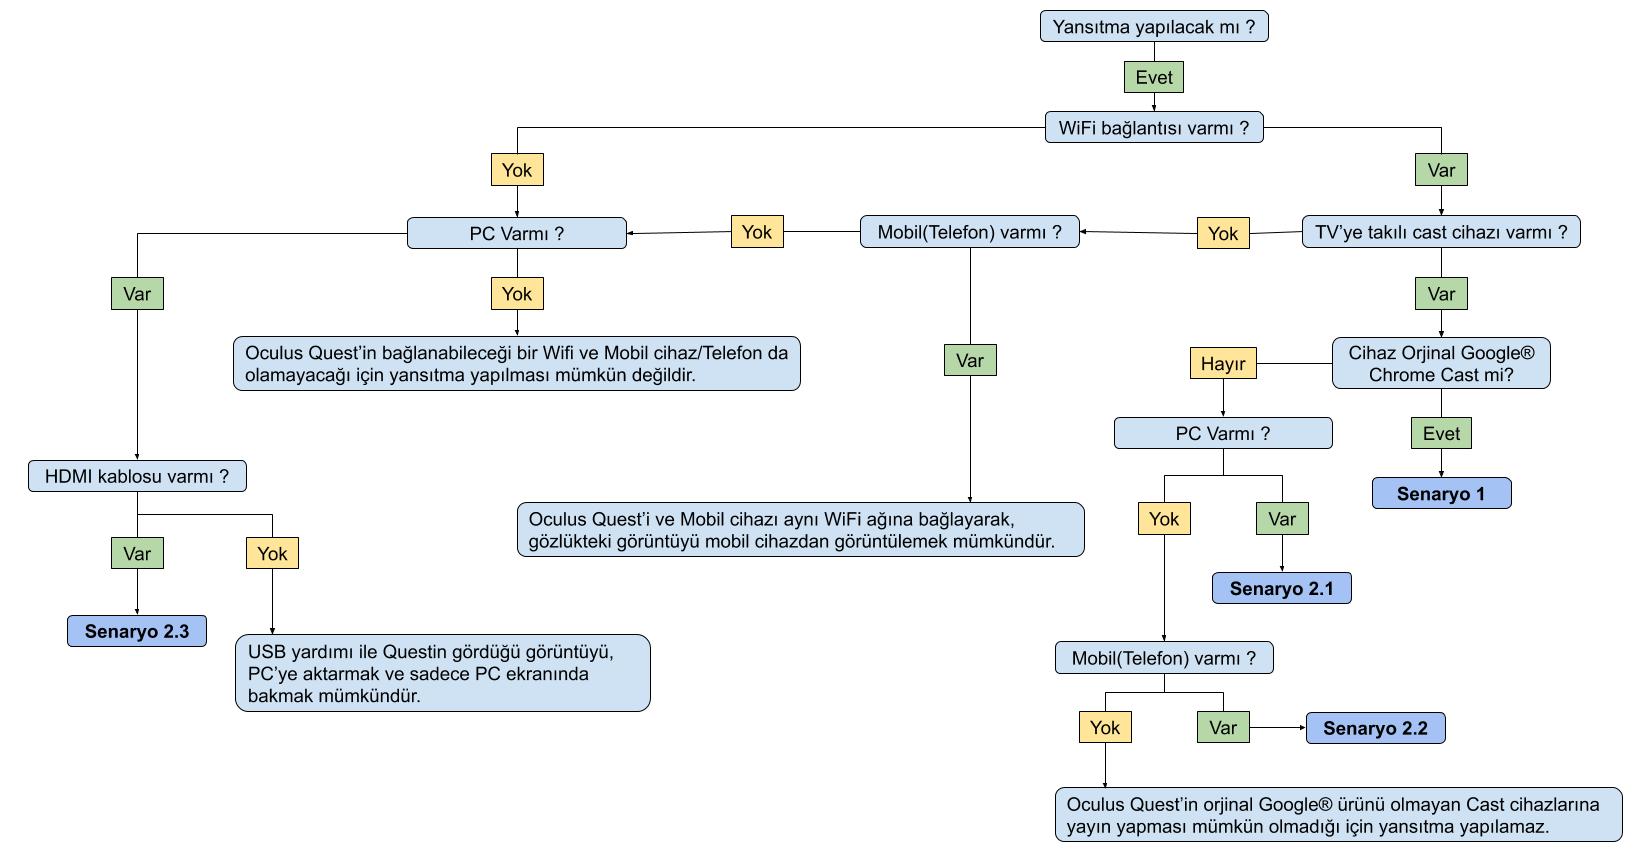 Yansıtma yapılacak mı ?
Evet
WiFi bağlantısı varmı ?
Yok
Var
PC Varmı ?
Yok
Mobil(Telefon) varmı ?
Yok
TV’ye takılı cast cihazı varmı ?
Var
Yok
Var
Oculus Quest’in bağlanabileceği bir Wifi ve Mobil cihaz/Telefon da
olamayacağı için yansıtma yapılması mümkün değildir.
Var
Hayır
Cihaz Orjinal Google®
Chrome Cast mi?
PC Varmı ?
Evet
HDMI kablosu varmı ?
Senaryo 1
Oculus Quest’i ve Mobil cihazı aynı WiFi ağına bağlayarak,
gözlükteki görüntüyü mobil cihazdan görüntülemek mümkündür.
Yok
Var
Var
Yok
Senaryo 2.1
Senaryo 2.3
USB yardımı ile Questin gördüğü görüntüyü,
PC’ye aktarmak ve sadece PC ekranında
bakmak mümkündür.
Mobil(Telefon) varmı ?
Yok
Var
Senaryo 2.2
Oculus Quest’in orjinal Google® ürünü olmayan Cast cihazlarına
yayın yapması mümkün olmadığı için yansıtma yapılamaz.